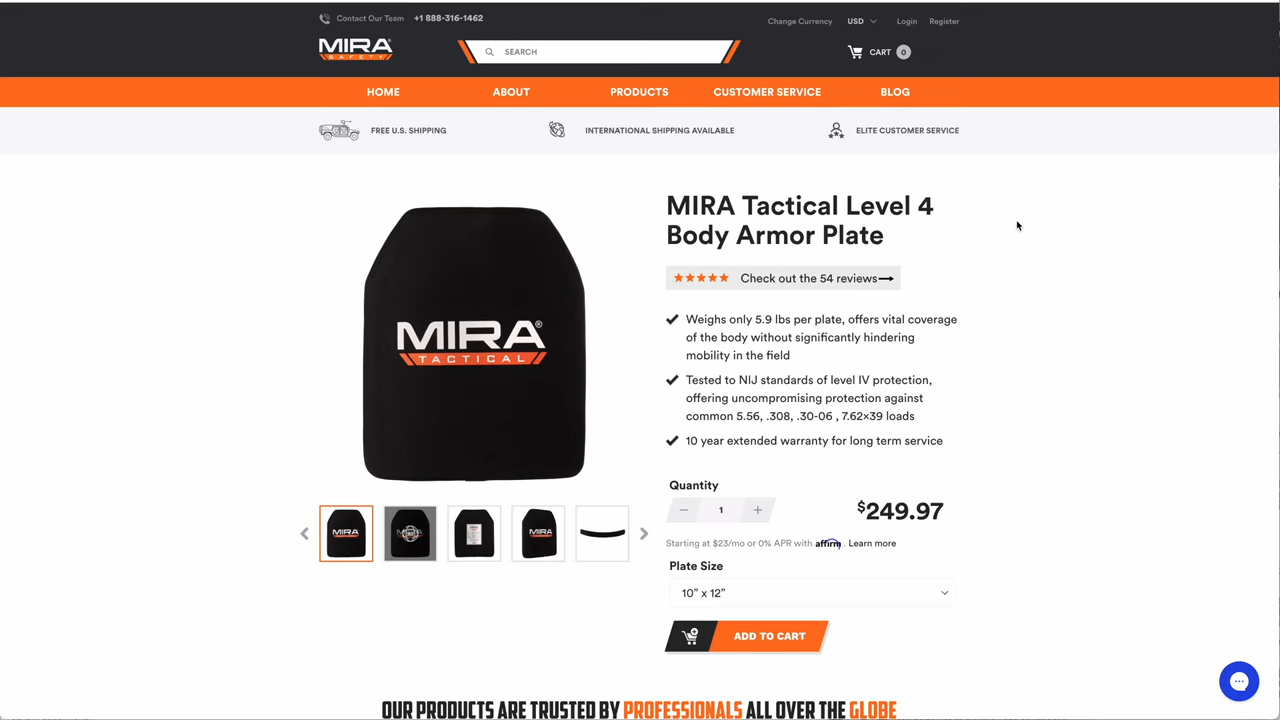 Contact Our Team +1 888-316-1462
Change Currency USD Login Register
MIRA
SAFETY
SEARCH
CART 0
HOME ABOUT PRODUCTS CUSTOMER SERVICE BLOG
FREE U.S. SHIPPING INTERNATIONAL SHIPPING AVAILABLE ELITE CUSTOMER SERVICE
MIRA®
TACTICAL
MIRA Tactical Level 4
Body Armor Plate
Check out the 54 reviews
Weighs only 5.9 lbs per plate, offers vital coverage
of the body without significantly hindering
mobility in the field
Tested to NIJ standards of level IV protection,
offering uncompromising protection against
common 5.56, .308, .30-06 , 7.62×39 loads
10 year extended warranty for long term service
Quantity
− 1 +
$249.97
Starting at $23/mo or 0% APR with affirm. Learn more
Plate Size
10” x 12”
ADD TO CART
MIRA
MIRA
OUR PRODUCTS ARE TRUSTED BY PROFESSIONALS ALL OVER THE GLOBE